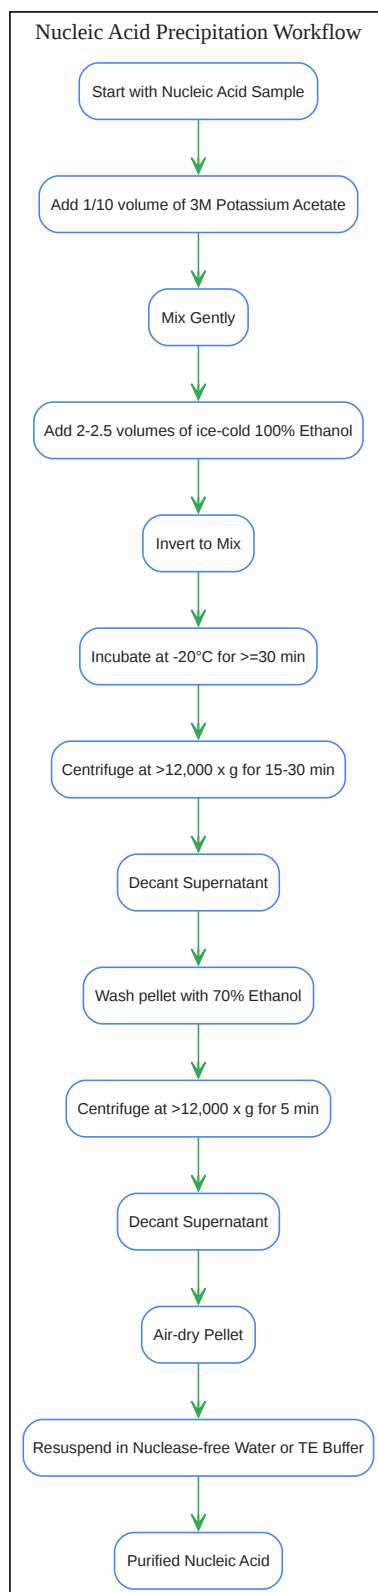 Nucleic Acid Precipitation Workflow
Start with Nucleic Acid Sample
Add 1/10 volume of 3M Potassium Acetate
Mix Gently
Add 2-2.5 volumes of ice-cold 100% Ethanol
Invert to Mix
Incubate at -20°C for >=30 min
Centrifuge at >12,000 x g for 15-30 min
Decant Supernatant
Wash pellet with 70% Ethanol
Centrifuge at >12,000 x g for 5 min
Decant Supernatant
Air-dry Pellet
Resuspend in Nuclease-free Water or TE Buffer
Purified Nucleic Acid